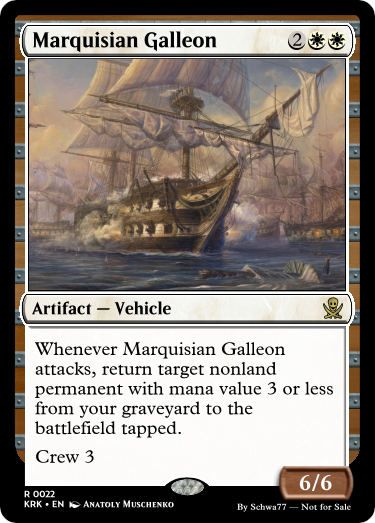 Marquisian Galleon 2
Artifact — Vehicle
Whenever Marquisian Galleon
attacks, return target nonland
permanent with mana value 3 or less
from your graveyard to the
battlefield tapped.
Crew 3
6/6
R 0022
KRK • EN Anatoly Muschenko
By Schwa77 — Not for Sale